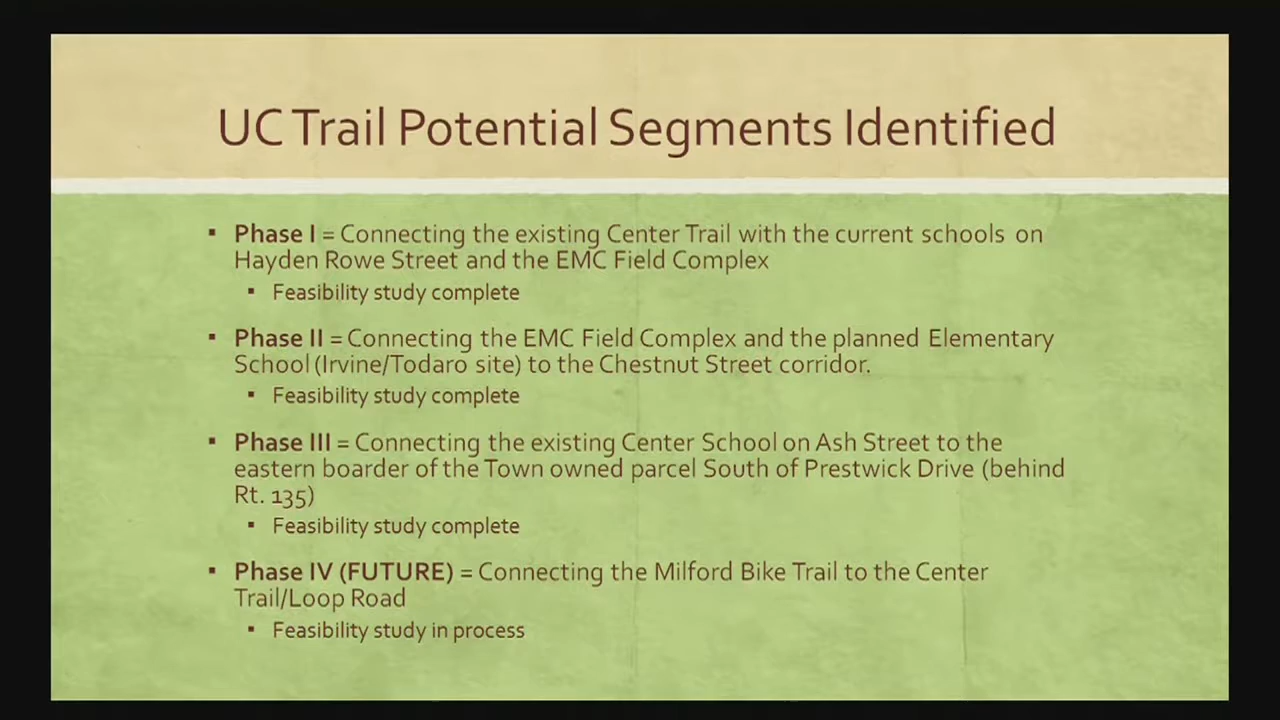 UC Trail Potential Segments Identified
▪ Phase I = Connecting the existing Center Trail with the current schools on
Hayden Rowe Street and the EMC Field Complex
▪ Feasibility study complete
▪ Phase II = Connecting the EMC Field Complex and the planned Elementary
School (Irvine/Todaro site) to the Chestnut Street corridor.
▪ Feasibility study complete
▪ Phase III = Connecting the existing Center School on Ash Street to the
eastern boarder of the Town owned parcel South of Prestwick Drive (behind
Rt. 135)
▪ Feasibility study complete
▪ Phase IV (FUTURE) = Connecting the Milford Bike Trail to the Center
Trail/Loop Road
▪ Feasibility study in process